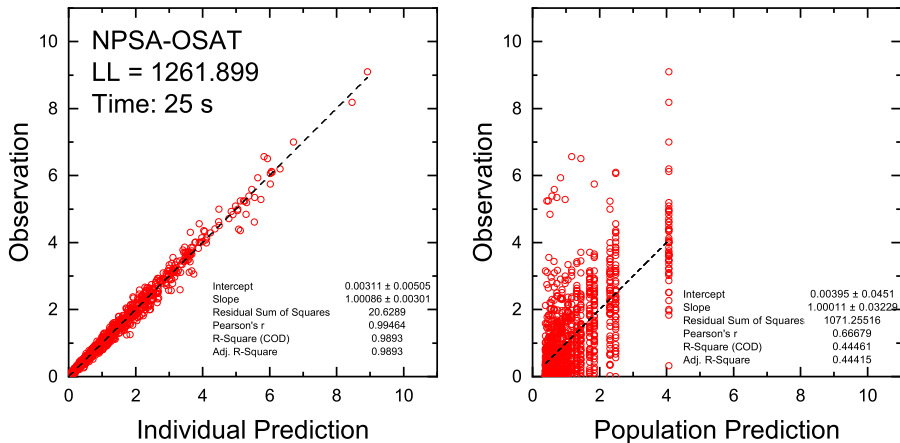 NPSA-OSAT
LL = 1261.899
Time: 25 s
10
8
6
4
2
0
Observation
Intercept 0.00311 ± 0.00505
Slope 1.00086 ± 0.00301
Residual Sum of Squares 20.6289
Pearson's r 0.99464
R-Square (COD) 0.9893
Adj. R-Square 0.9893
0 2 4 6 8 10
Individual Prediction
10
8
6
4
2
0
Observation
Intercept 0.00395 ± 0.0451
Slope 1.00011 ± 0.03229
Residual Sum of Squares 1071.25516
Pearson's r 0.66679
R-Square (COD) 0.44461
Adj. R-Square 0.44415
0 2 4 6 8 10
Population Prediction